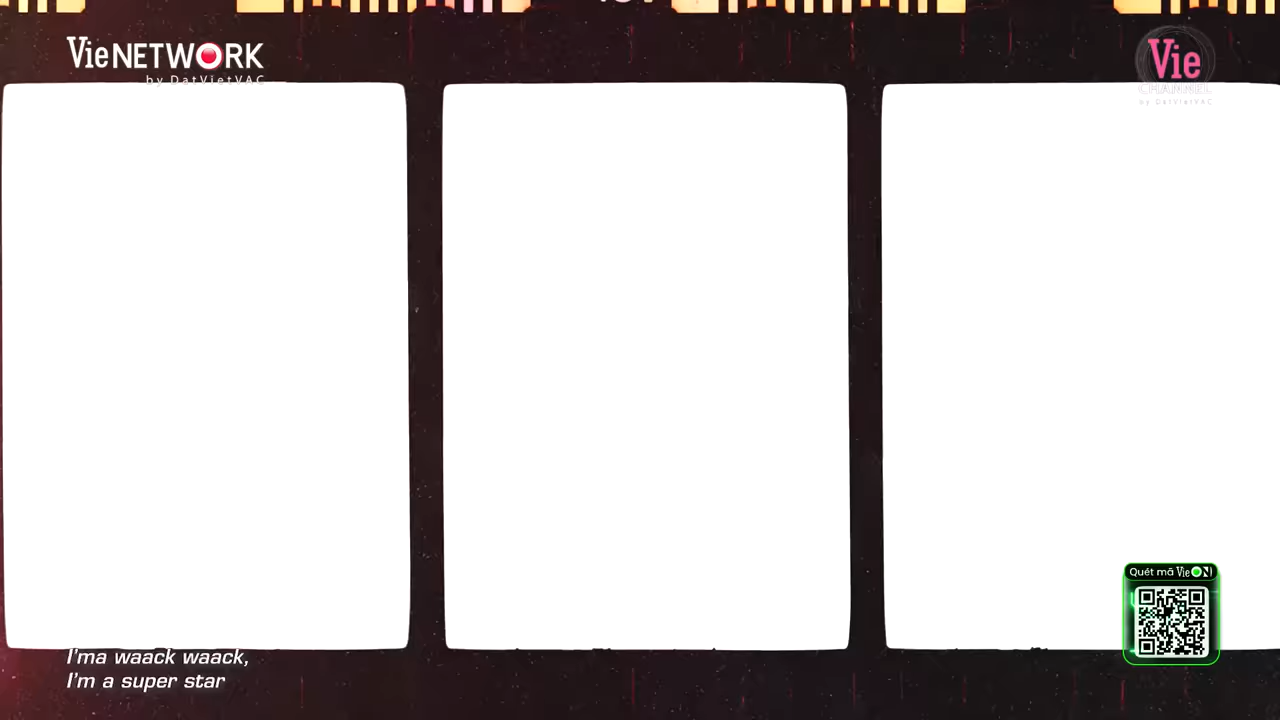 VieNETWORK
by DatVietVAC
Vie
CHANNEL
by DatVietVAC
Quét mã VieON
I'ma waack waack,
I'm a super star